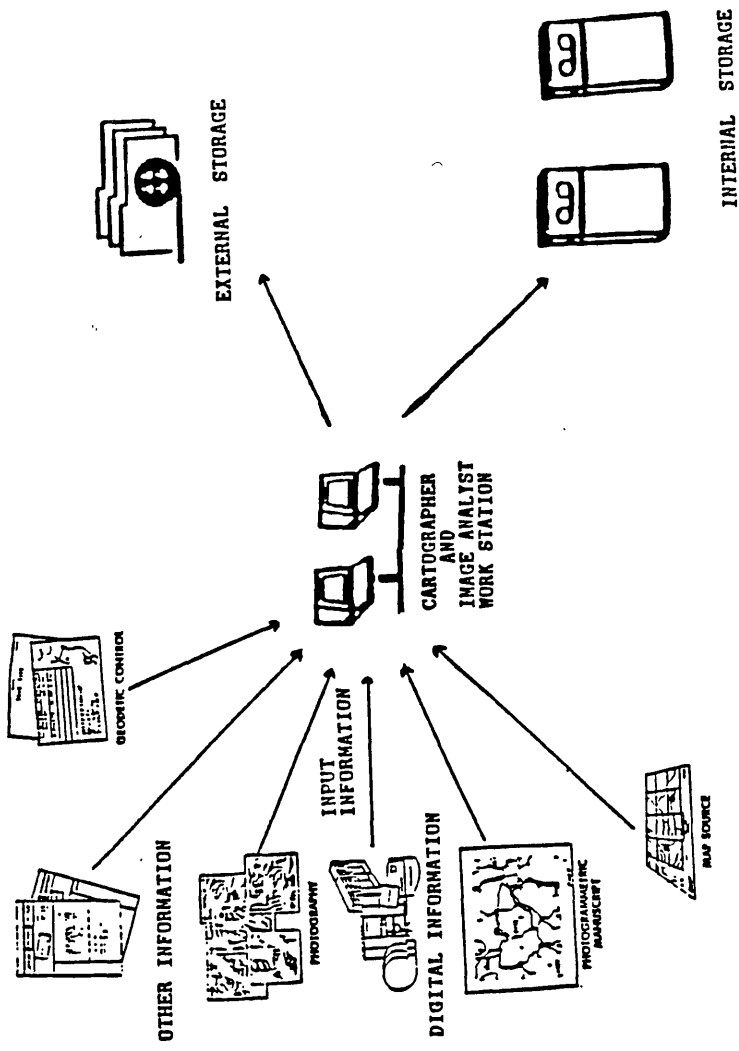 GEODETIC CONTROL
OTHER INFORMATION
PHOTOGRAPHY
INPUT
INFORMATION
DIGITAL INFORMATION
PHOTOGRAMMETRIC
MANUSCRIPT
MAP SOURCE
CARTOGRAPHER
AND
IMAGE ANALYST
WORK STATION
EXTERNAL STORAGE
INTERNAL STORAGE